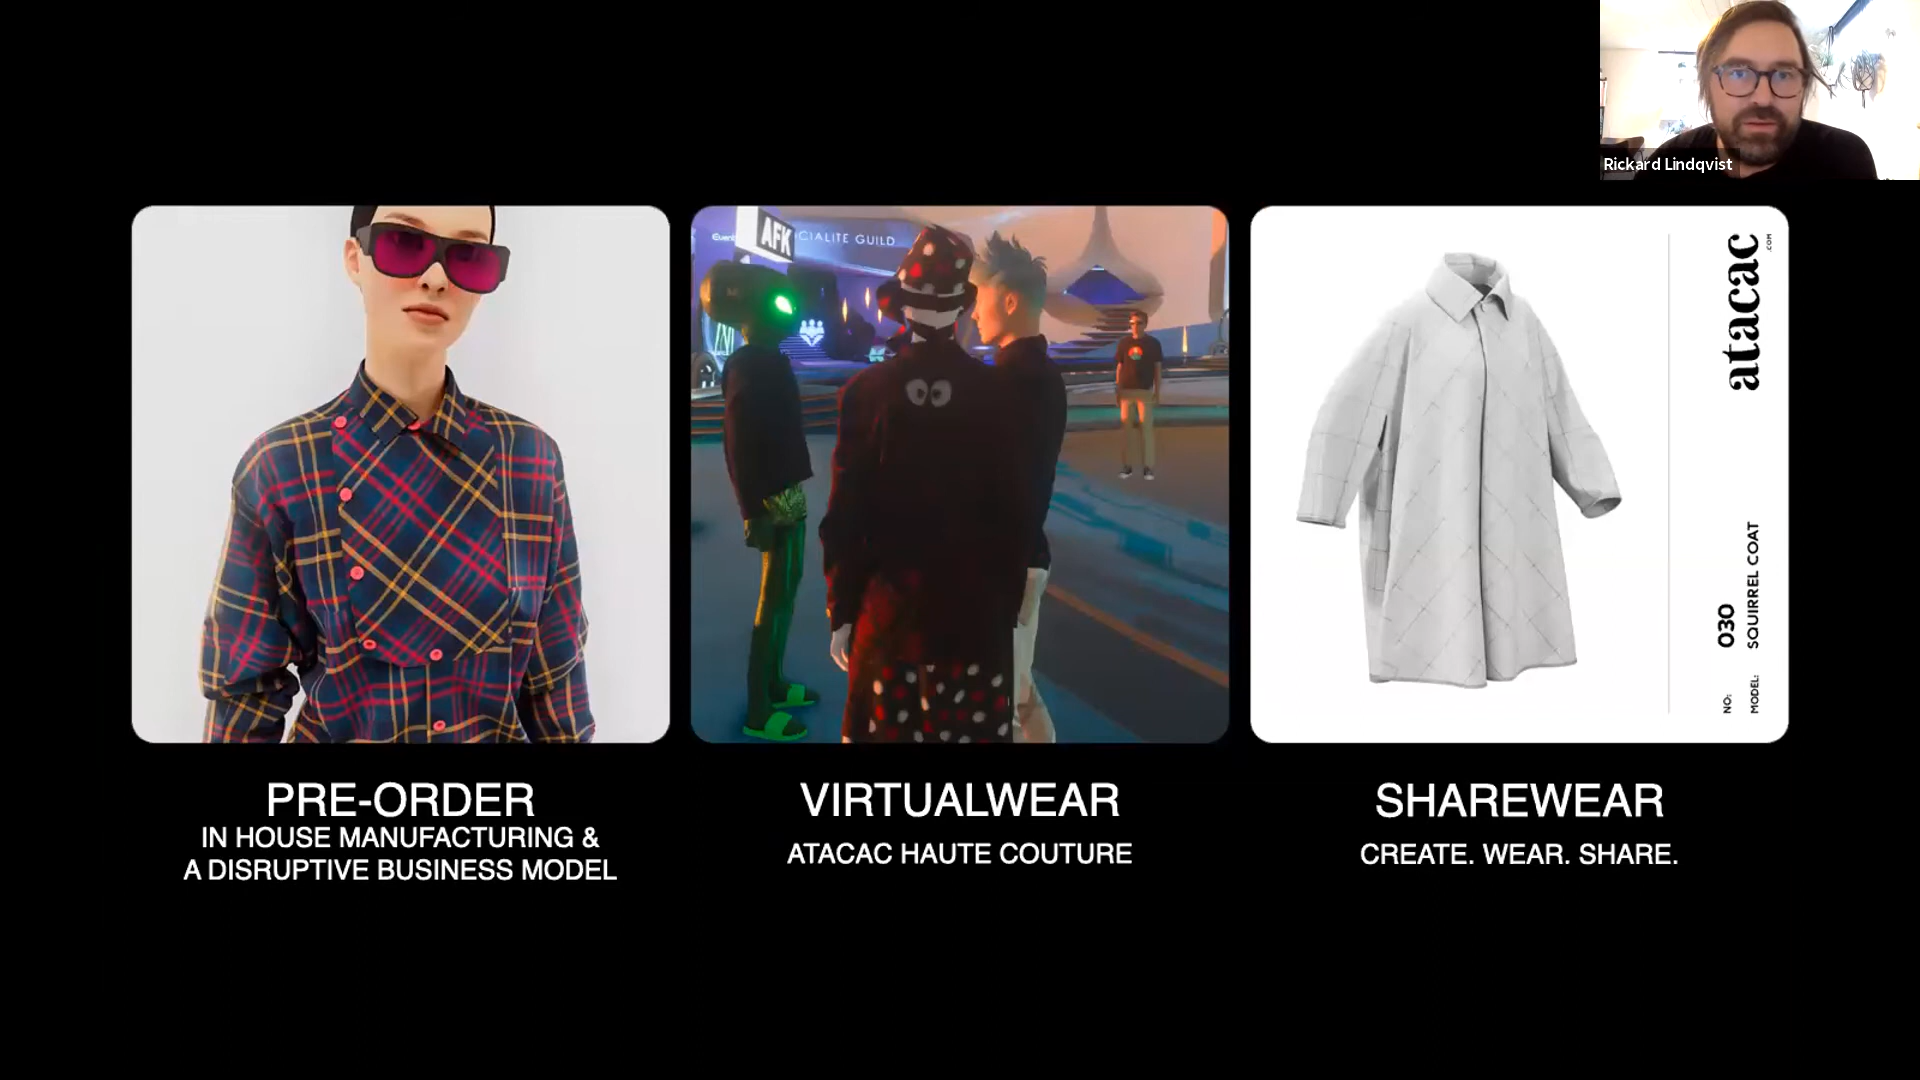 Rickard Lindqvist
AFK
CIALITE GUILD
atacac
.COM
NO: 030
MODEL: SQUIRREL COAT
PRE-ORDER
IN HOUSE MANUFACTURING &
A DISRUPTIVE BUSINESS MODEL
VIRTUALWEAR
ATACAC HAUTE COUTURE
SHAREWEAR
CREATE. WEAR. SHARE.